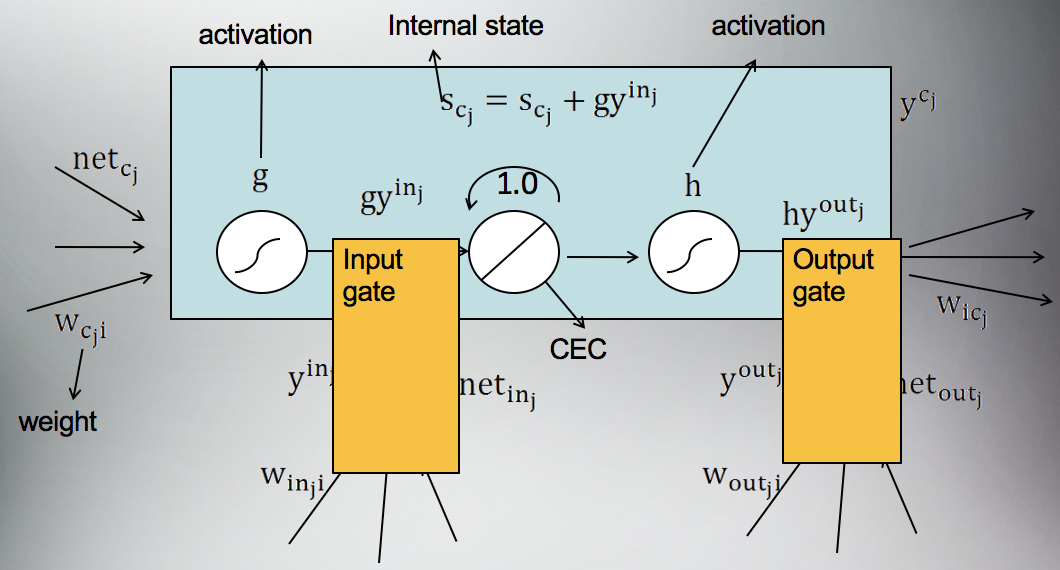 activation
Internal state
activation
s_{c_j} = s_{c_j} + gy^{in_j}
y^{c_j}
net_{c_j}
g
gy^{in_j}
1.0
h
hy^{out_j}
Input
gate
Output
gate
w_{c_j i}
w_{ic_j}
CEC
weight
y^{in_j}
net_{in_j}
y^{out_j}
net_{out_j}
w_{in_j i}
w_{out_j i}